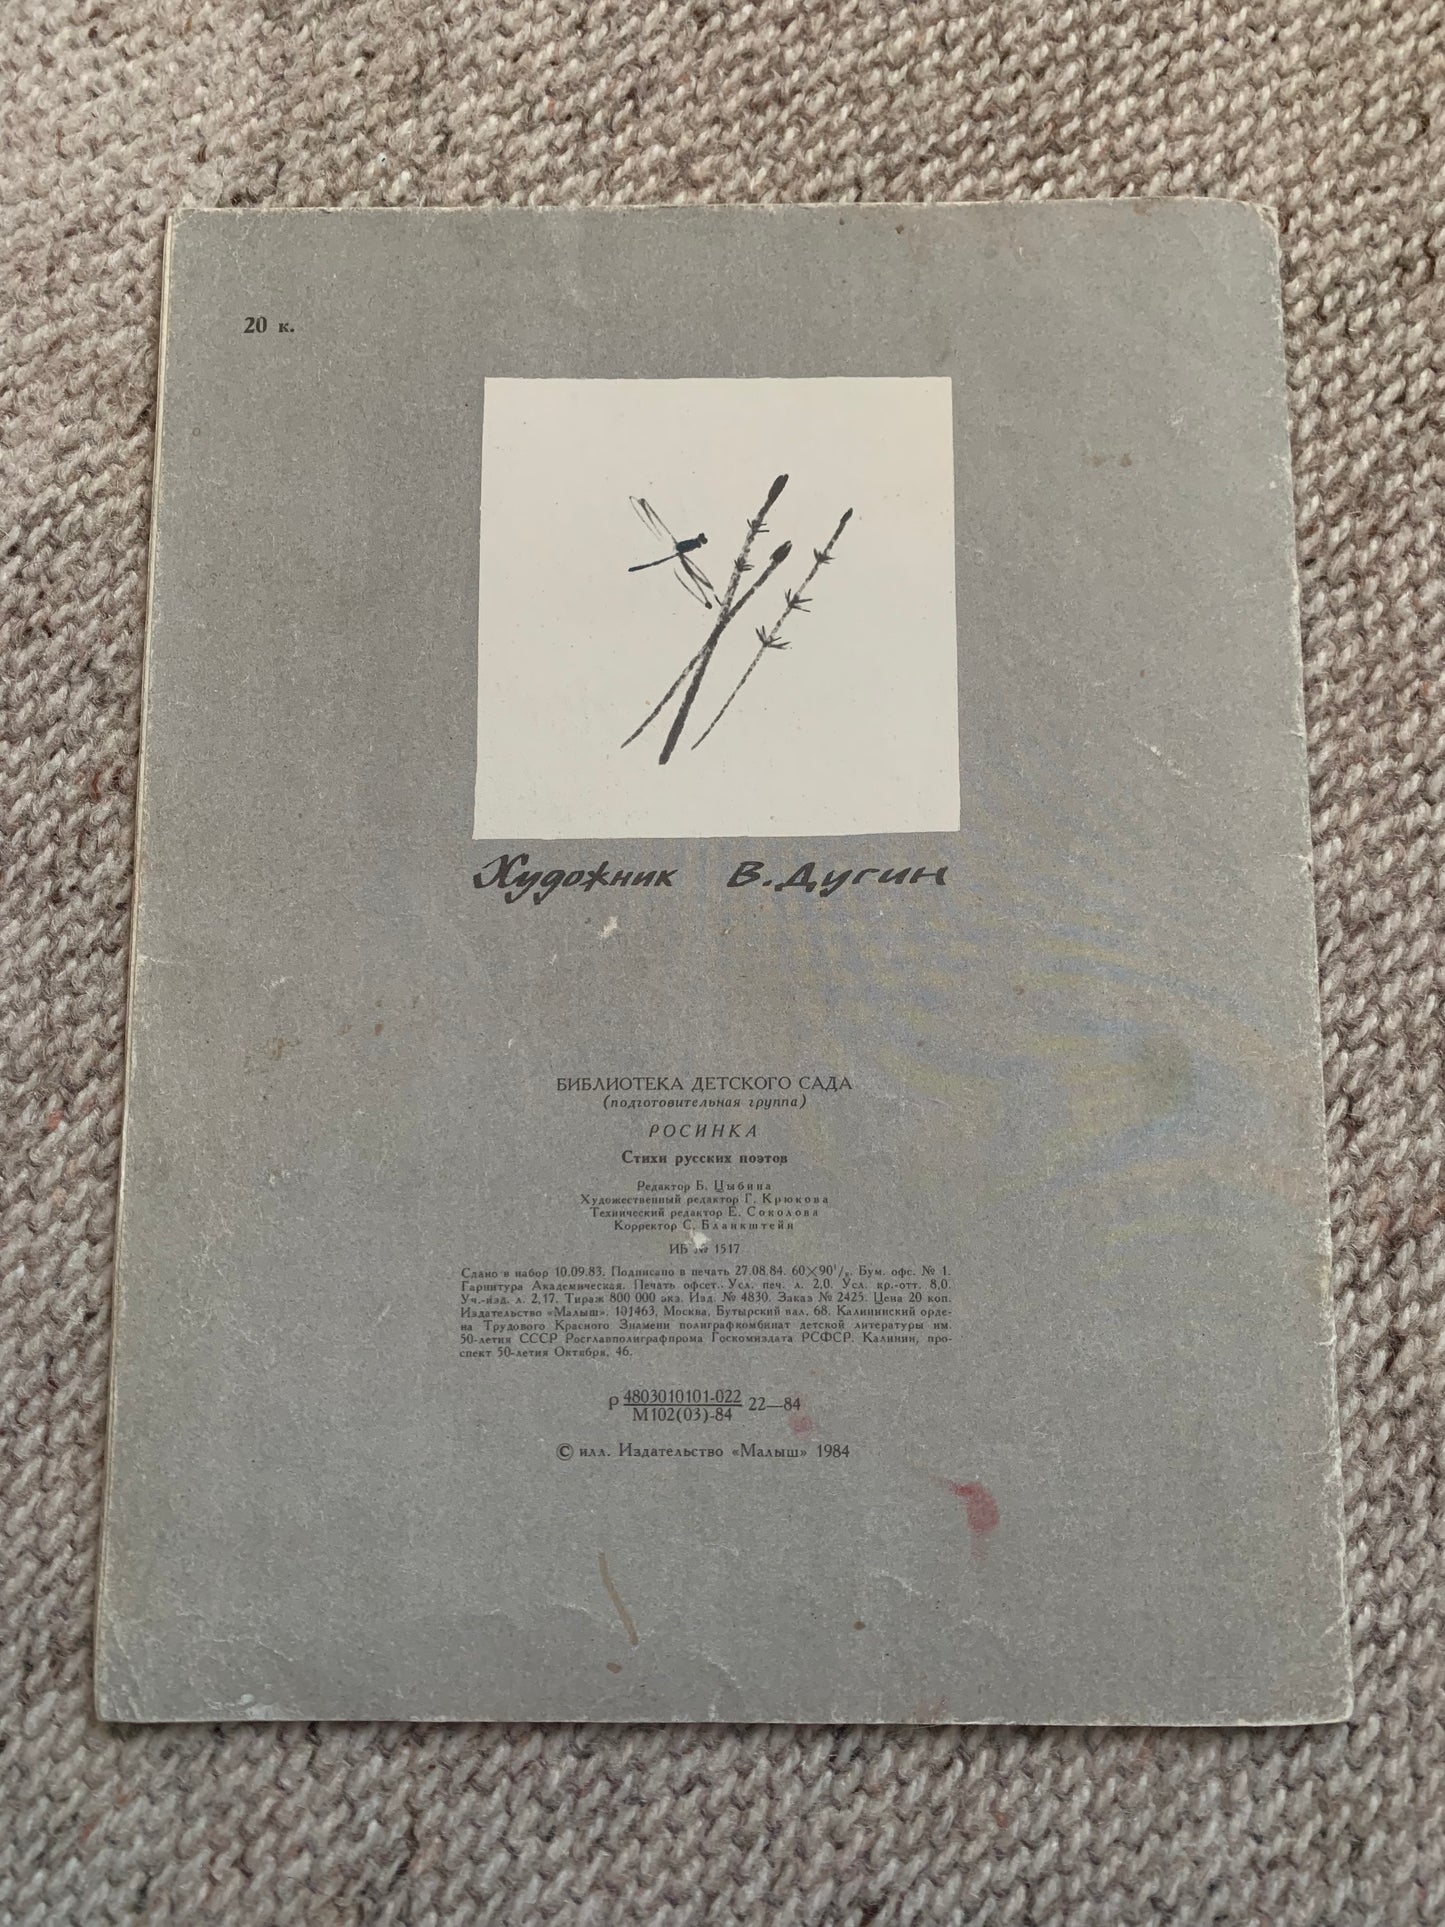 20 к.
Художник В. Дугин
БИБЛИОТЕКА ДЕТСКОГО САДА
(подготовительная группа)
РОСИНКА
Стихи русских поэтов
Редактор Б. Цыбина
Художественный редактор Г. Крюкова
Технический редактор Е. Соколова
Корректор С. Бланкштейн
ИБ № 1517
Сдано в набор 10.09.83. Подписано в печать 27.08.84. 60×90¹/₈. Бум. офс. № 1.
Гарнитура Академическая. Печать офсет. Усл. печ. л. 2,0. Усл. кр.-отт. 8,0.
Уч.-изд. л. 2,17. Тираж 800 000 экз. Изд. № 4830. Заказ № 2425. Цена 20 коп.
Издательство «Малыш». 101463, Москва, Бутырский вал, 68. Калининский орде-
на Трудового Красного Знамени полиграфкомбинат детской литературы им.
50-летия СССР Росглавполиграфпрома Госкомиздата РСФСР. Калинин, про-
спект 50-летия Октября, 46.
р 4803010101-022 22—84
М102(03)-84
© илл. Издательство «Малыш» 1984